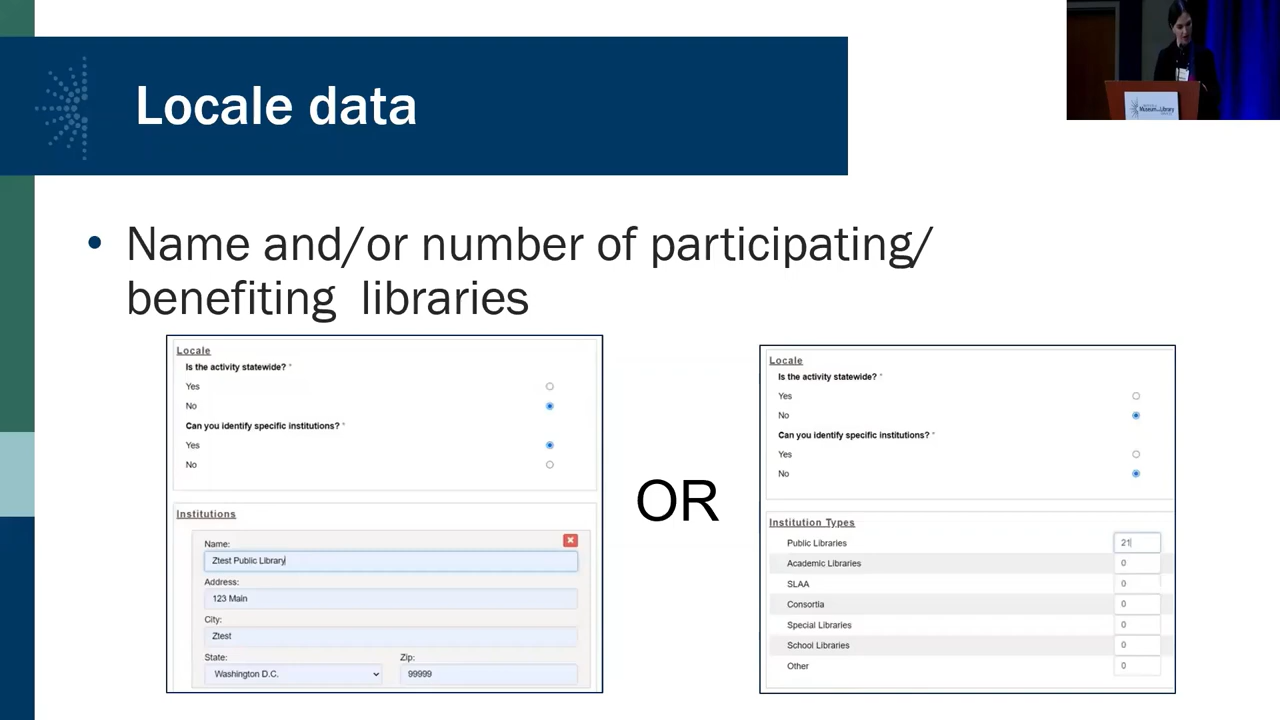 Locale data
• Name and/or number of participating/
benefiting libraries
Locale
Is the activity statewide? *
Yes
No
Can you identify specific institutions? *
Yes
No
Institutions
Name:
Ztest Public Library
Address:
123 Main
City:
Ztest
State:
Zip:
Washington D.C.
99999
OR
Locale
Is the activity statewide? *
Yes
No
Can you identify specific institutions? *
Yes
No
Institution Types
Public Libraries 21
Academic Libraries 0
SLAA 0
Consortia 0
Special Libraries 0
School Libraries 0
Other 0
Museum and Library